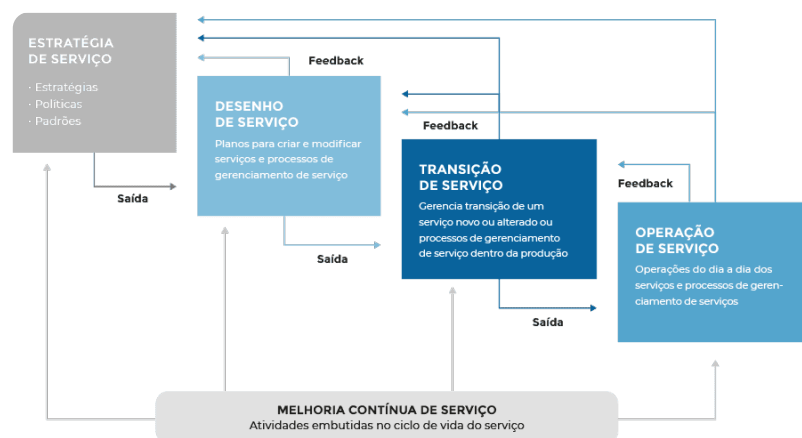 ESTRATÉGIA
DE SERVIÇO
· Estratégias
· Políticas
· Padrões
Feedback
DESENHO
DE SERVIÇO
Planos para criar e modificar
serviços e processos de
gerenciamento de serviço
Saída
Feedback
TRANSIÇÃO
DE SERVIÇO
Gerencia transição de um
serviço novo ou alterado ou
processos de gerenciamento
de serviço dentro da produção
Saída
Feedback
OPERAÇÃO
DE SERVIÇO
Operações do dia a dia dos
serviços e processos de geren-
ciamento de serviços
Saída
MELHORIA CONTÍNUA DE SERVIÇO
Atividades embutidas no ciclo de vida do serviço